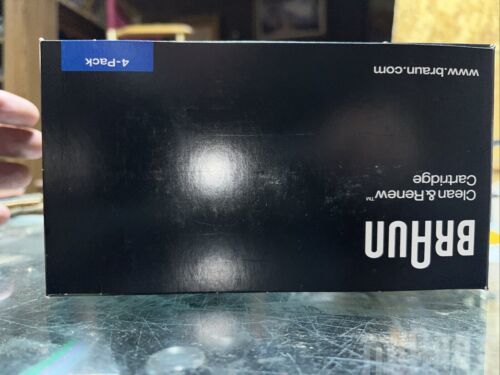 BRAUN
Clean&Renew™
Cartridge
www.braun.com
4-Pack